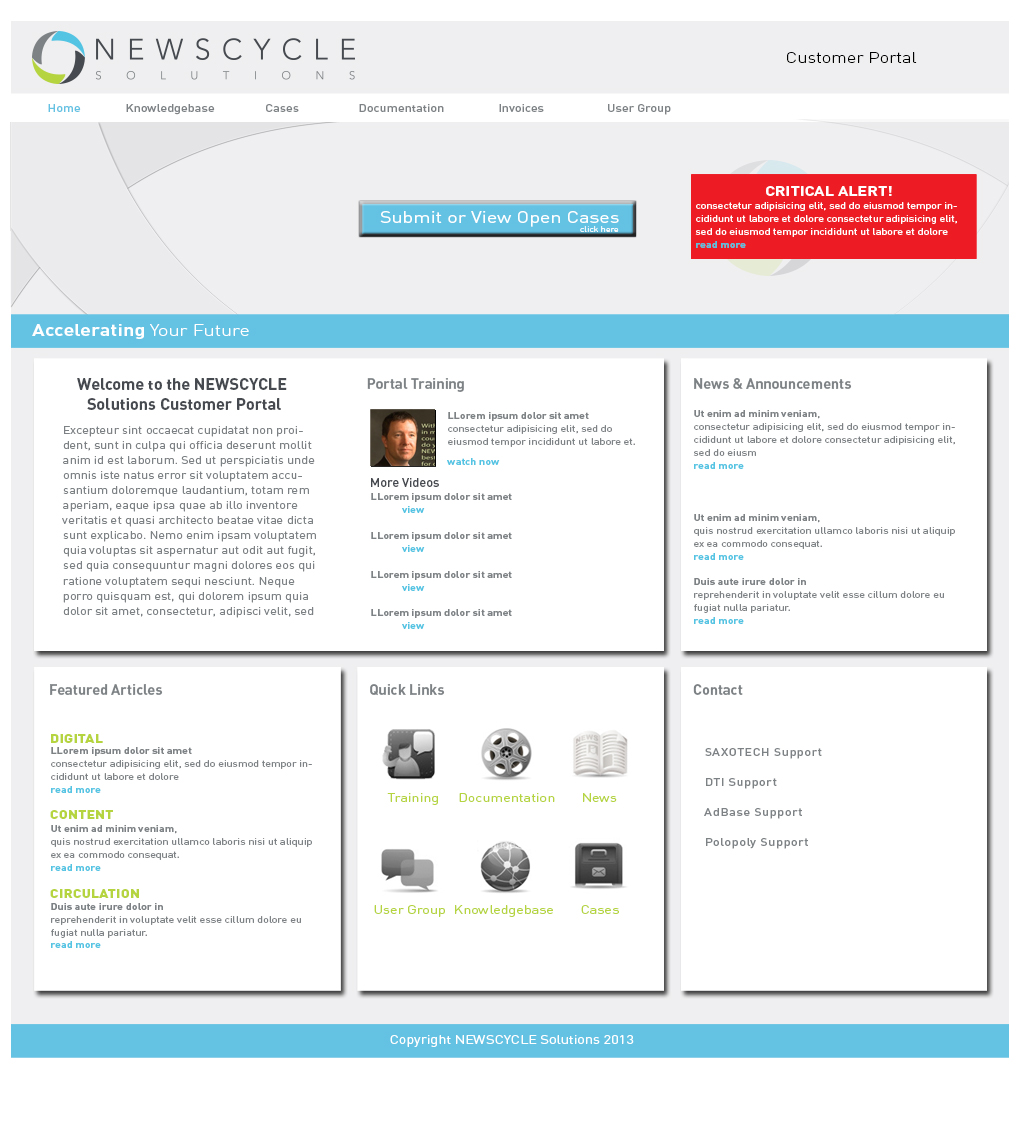 NEWSCYCLE
SOLUTIONS
Customer Portal
Home Knowledgebase Cases Documentation Invoices User Group
Submit or View Open Cases
click here
CRITICAL ALERT!
consectetur adipisicing elit, sed do eiusmod tempor in-
cididunt ut labore et dolore consectetur adipisicing elit,
sed do eiusmod tempor incididunt ut labore et dolore
read more
Accelerating Your Future
Welcome to the NEWSCYCLE
Solutions Customer Portal
Excepteur sint occaecat cupidatat non proi-
dent, sunt in culpa qui officia deserunt mollit
anim id est laborum. Sed ut perspiciatis unde
omnis iste natus error sit voluptatem accu-
santium doloremque laudantium, totam rem
aperiam, eaque ipsa quae ab illo inventore
veritatis et quasi architecto beatae vitae dicta
sunt explicabo. Nemo enim ipsam voluptatem
quia voluptas sit aspernatur aut odit aut fugit,
sed quia consequuntur magni dolores eos qui
ratione voluptatem sequi nesciunt. Neque
porro quisquam est, qui dolorem ipsum quia
dolor sit amet, consectetur, adipisci velit, sed
Portal Training
LLorem ipsum dolor sit amet
consectetur adipisicing elit, sed do
eiusmod tempor incididunt ut labore et.
watch now
More Videos
LLorem ipsum dolor sit amet
view
LLorem ipsum dolor sit amet
view
LLorem ipsum dolor sit amet
view
LLorem ipsum dolor sit amet
view
News & Announcements
Ut enim ad minim veniam,
consectetur adipisicing elit, sed do eiusmod tempor in-
cididunt ut labore et dolore consectetur adipisicing elit,
sed do eiusm
read more
Ut enim ad minim veniam,
quis nostrud exercitation ullamco laboris nisi ut aliquip
ex ea commodo consequat.
read more
Duis aute irure dolor in
reprehenderit in voluptate velit esse cillum dolore eu
fugiat nulla pariatur.
read more
Featured Articles
DIGITAL
LLorem ipsum dolor sit amet
consectetur adipisicing elit, sed do eiusmod tempor in-
cididunt ut labore et dolore
read more
CONTENT
Ut enim ad minim veniam,
quis nostrud exercitation ullamco laboris nisi ut aliquip
ex ea commodo consequat.
read more
CIRCULATION
Duis aute irure dolor in
reprehenderit in voluptate velit esse cillum dolore eu
fugiat nulla pariatur.
read more
Quick Links
Training Documentation News
User Group Knowledgebase Cases
Contact
SAXOTECH Support
DTI Support
AdBase Support
Polopoly Support
Copyright NEWSCYCLE Solutions 2013